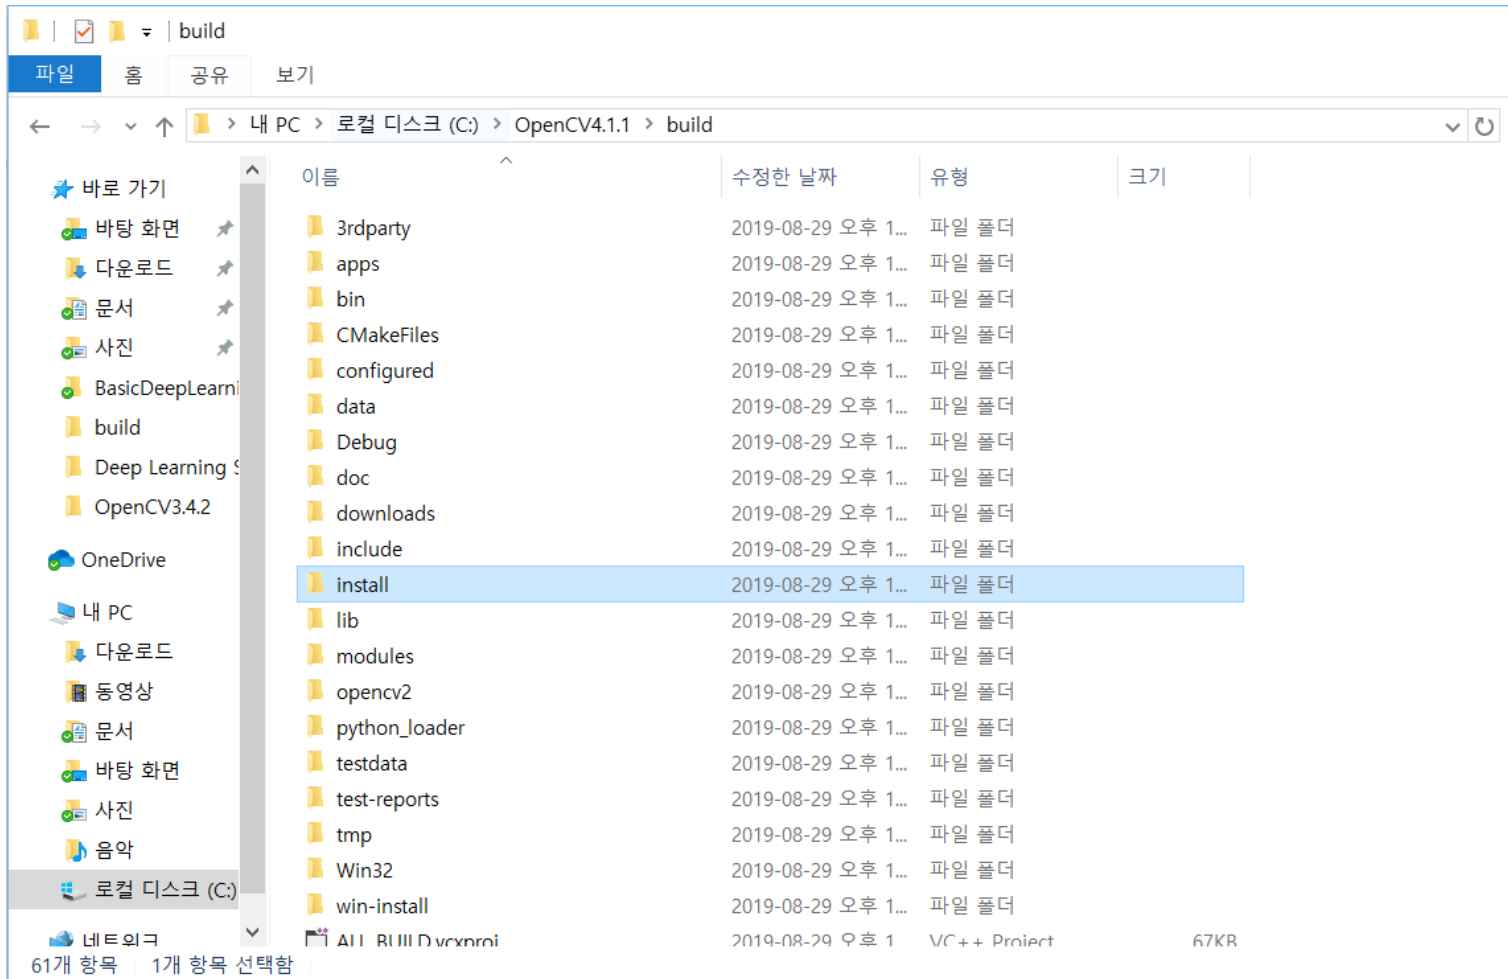 build
파일 홈 공유 보기
내 PC 로컬 디스크 (C:) OpenCV4.1.1 build
이름 수정한 날짜 유형 크기
바로 가기
바탕 화면
다운로드
문서
사진
BasicDeepLearni
build
Deep Learning S
OpenCV3.4.2
OneDrive
내 PC
다운로드
동영상
문서
바탕 화면
사진
음악
로컬 디스크 (C:)
네트워크
3rdparty 2019-08-29 오후 1... 파일 폴더
apps 2019-08-29 오후 1... 파일 폴더
bin 2019-08-29 오후 1... 파일 폴더
CMakeFiles 2019-08-29 오후 1... 파일 폴더
configured 2019-08-29 오후 1... 파일 폴더
data 2019-08-29 오후 1... 파일 폴더
Debug 2019-08-29 오후 1... 파일 폴더
doc 2019-08-29 오후 1... 파일 폴더
downloads 2019-08-29 오후 1... 파일 폴더
include 2019-08-29 오후 1... 파일 폴더
install 2019-08-29 오후 1... 파일 폴더
lib 2019-08-29 오후 1... 파일 폴더
modules 2019-08-29 오후 1... 파일 폴더
opencv2 2019-08-29 오후 1... 파일 폴더
python_loader 2019-08-29 오후 1... 파일 폴더
testdata 2019-08-29 오후 1... 파일 폴더
test-reports 2019-08-29 오후 1... 파일 폴더
tmp 2019-08-29 오후 1... 파일 폴더
Win32 2019-08-29 오후 1... 파일 폴더
win-install 2019-08-29 오후 1... 파일 폴더
ALL_BUILD.vcxproj 2019-08-29 오후 1... VC++ Project 67KB
61개 항목 1개 항목 선택함